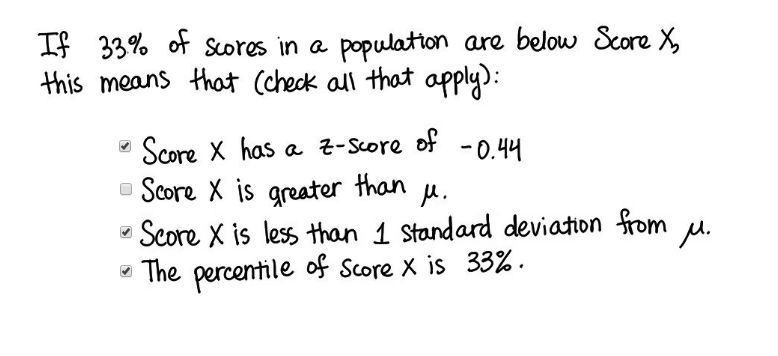 If 33% of scores in a population are below Score X,
this means that (check all that apply):
Score X has a z-score of -0.44
Score X is greater than μ.
Score X is less than 1 standard deviation from μ.
The percentile of Score X is 33%.